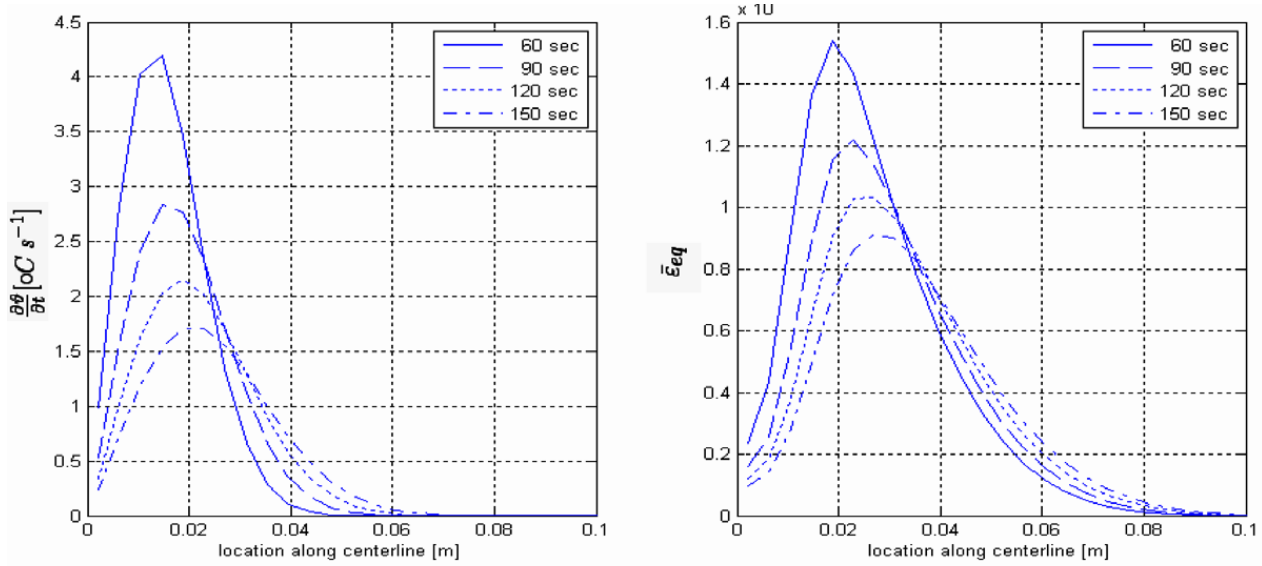 4.5
4
3.5
3
2.5
2
1.5
1
0.5
0
0 0.02 0.04 0.06 0.08 0.1
location along centerline [m]
∂θ/∂t [oC s⁻¹]
60 sec
90 sec
120 sec
150 sec
x 10
1.6
1.4
1.2
1
0.8
0.6
0.4
0.2
0
0 0.02 0.04 0.06 0.08 0.1
location along centerline [m]
ε̄eq
60 sec
90 sec
120 sec
150 sec